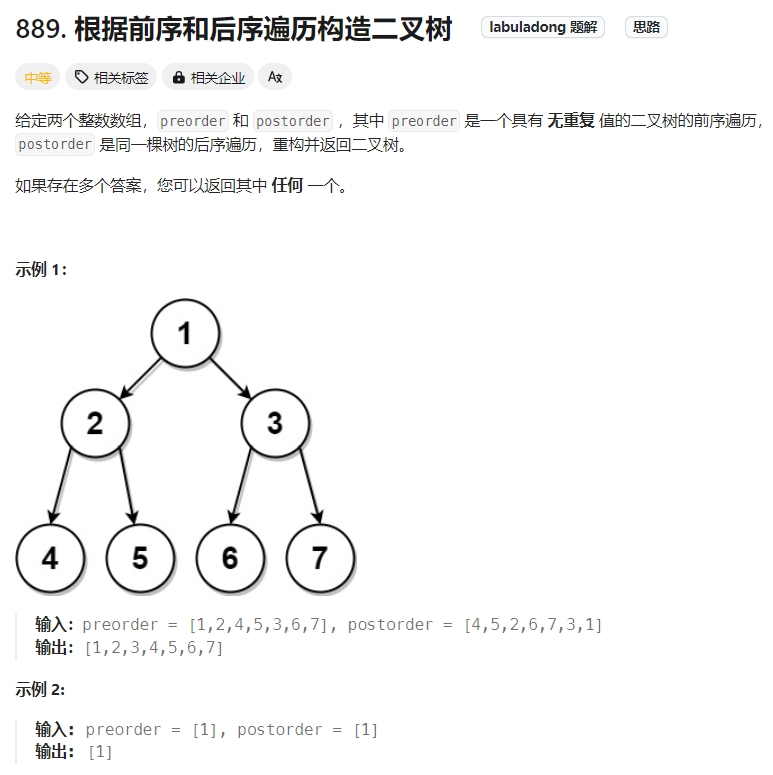 889. 根据前序和后序遍历构造二叉树 labuladong 题解 思路
中等 相关标签 相关企业 Ax
给定两个整数数组，preorder 和 postorder ，其中 preorder 是一个具有 无重复 值的二叉树的前序遍历，
postorder 是同一棵树的后序遍历，重构并返回二叉树。
如果存在多个答案，您可以返回其中 任何 一个。
示例 1：
1
2 3
4 5 6 7
输入：preorder = [1,2,4,5,3,6,7], postorder = [4,5,2,6,7,3,1]
输出：[1,2,3,4,5,6,7]
示例 2:
输入: preorder = [1], postorder = [1]
输出: [1]